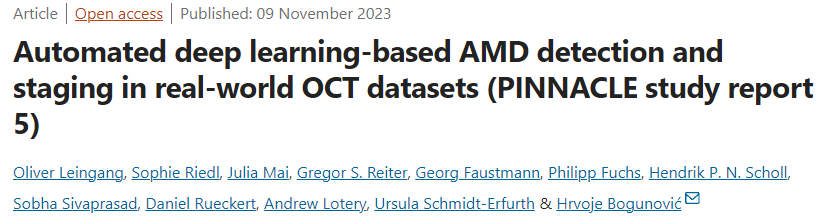 Article | Open access | Published: 09 November 2023
Automated deep learning-based AMD detection and
staging in real-world OCT datasets (PINNACLE study report
5)
Oliver Leingang, Sophie Riedl, Julia Mai, Gregor S. Reiter, Georg Faustmann, Philipp Fuchs, Hendrik P. N. Scholl,
Sobha Sivaprasad, Daniel Rueckert, Andrew Lotery, Ursula Schmidt-Erfurth & Hrvoje Bogunović